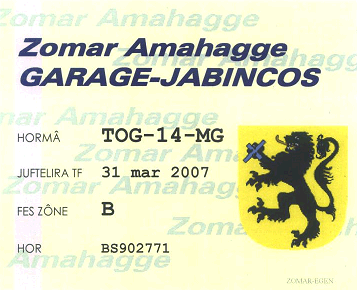 Zomar Amahagge
GARAGE-JABINCOS
HORMÂ TOG-14-MG
JUFTELIRA TF 31 mar 2007
FES ZÔNE B
HOR BS902771
ZOMAR-EGBN